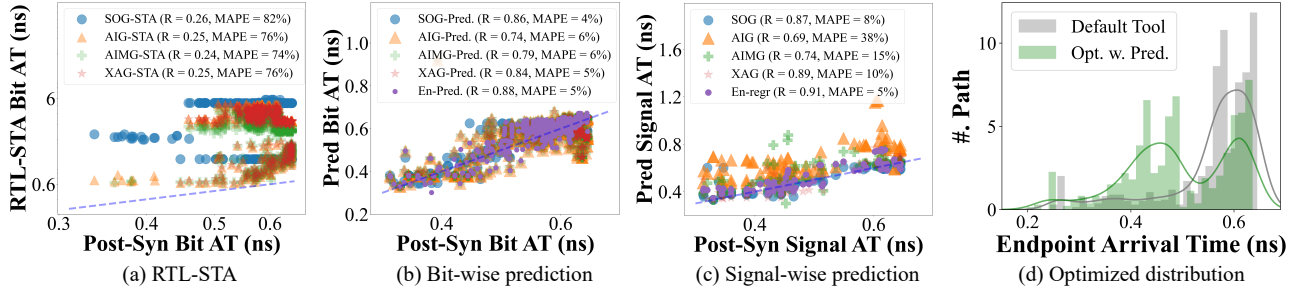 SOG-STA (R = 0.26, MAPE = 82%)
AIG-STA (R = 0.25, MAPE = 76%)
AIMG-STA (R = 0.24, MAPE = 74%)
XAG-STA (R = 0.25, MAPE = 76%)
RTL-STA Bit AT (ns)
6
0.6
0.3
0.4
0.5
0.6
Post-Syn Bit AT (ns)
(a) RTL-STA
SOG-Pred. (R = 0.86, MAPE = 4%)
AIG-Pred. (R = 0.74, MAPE = 6%)
AIMG-Pred. (R = 0.79, MAPE = 6%)
XAG-Pred. (R = 0.84, MAPE = 5%)
En-Pred. (R = 0.88, MAPE = 5%)
Pred Bit AT (ns)
1.0
0.8
0.6
0.4
0.2
0.4
0.6
Post-Syn Bit AT (ns)
(b) Bit-wise prediction
SOG (R = 0.87, MAPE = 8%)
AIG (R = 0.69, MAPE = 38%)
AIMG (R = 0.74, MAPE = 15%)
XAG (R = 0.89, MAPE = 10%)
En-regr (R = 0.91, MAPE = 5%)
Pred Signal AT (ns)
1.6
1.2
0.8
0.4
0.4
0.6
Post-Syn Signal AT (ns)
(c) Signal-wise prediction
Default Tool
Opt. w. Pred.
#. Path
10
5
0
0.2
0.4
0.6
Endpoint Arrival Time (ns)
(d) Optimized distribution